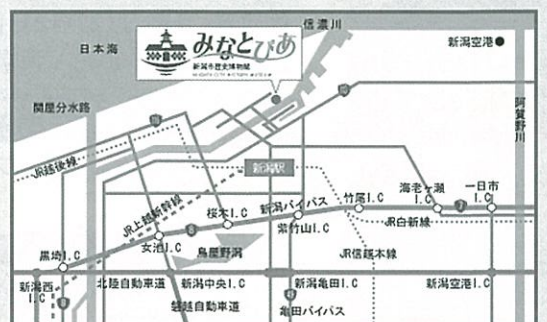 信濃川
日本海
みなとぴあ
新潟市歴史博物館
NIIGATA CITY HISTORY MUSEUM
新潟空港
関屋分水路
阿賀野川
JR越後線
新潟駅
海老ヶ瀬
I.C
一日市
I.C
竹尾I.C
JR上越新幹線
新潟バイパス
桜木I.C
7
8
紫竹山I.C
JR白新線
女池I.C
鳥屋野潟
黒埼I.C
JR信越本線
新潟西
I.C
北陸自動車道
新潟中央I.C
新潟亀田I.C
新潟空港I.C
磐越自動車道
亀田バイパス